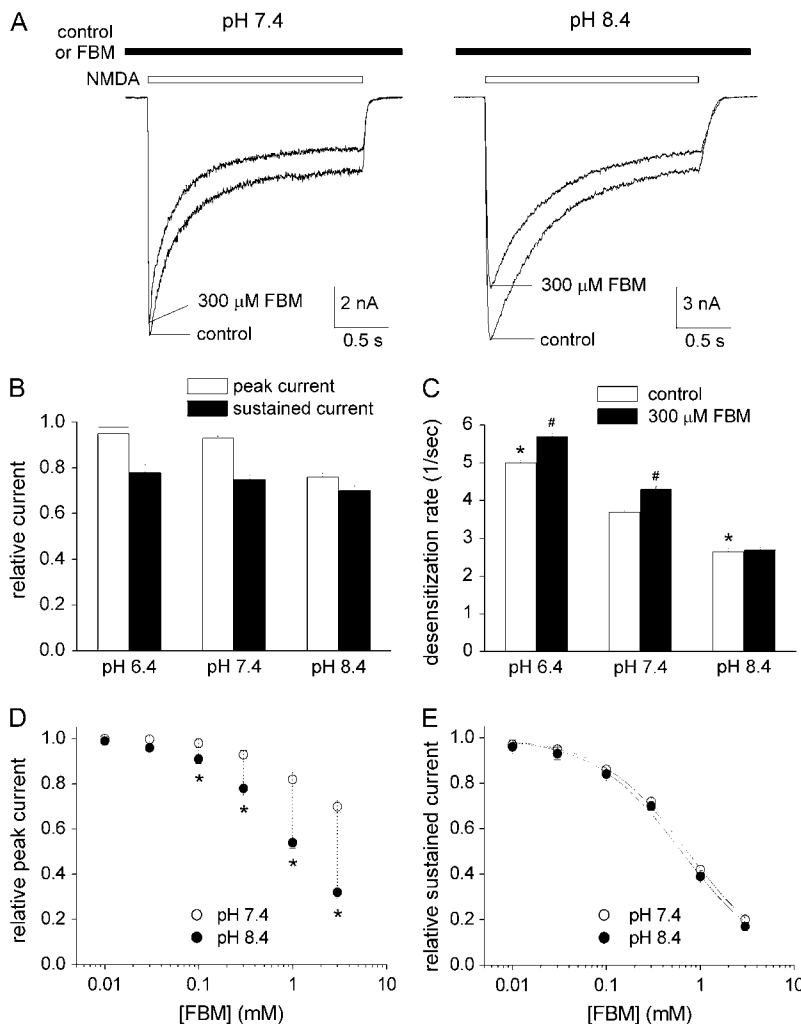 A
pH 7.4
pH 8.4
control
or FBM
NMDA
300 μM FBM
control
2 nA
0.5 s
300 μM FBM
control
3 nA
0.5 s
B
peak current
sustained current
relative current
1.0
0.8
0.6
0.4
0.2
0.0
pH 6.4
pH 7.4
pH 8.4
C
control
300 μM FBM
desensitization rate (1/sec)
6
5
4
3
2
1
0
*
#
#
*
pH 6.4
pH 7.4
pH 8.4
D
relative peak current
1.0
0.8
0.6
0.4
0.2
0.0
*
*
*
*
pH 7.4
pH 8.4
0.01
0.1
1
10
[FBM] (mM)
E
relative sustained current
1.0
0.8
0.6
0.4
0.2
0.0
pH 7.4
pH 8.4
0.01
0.1
1
10
[FBM] (mM)